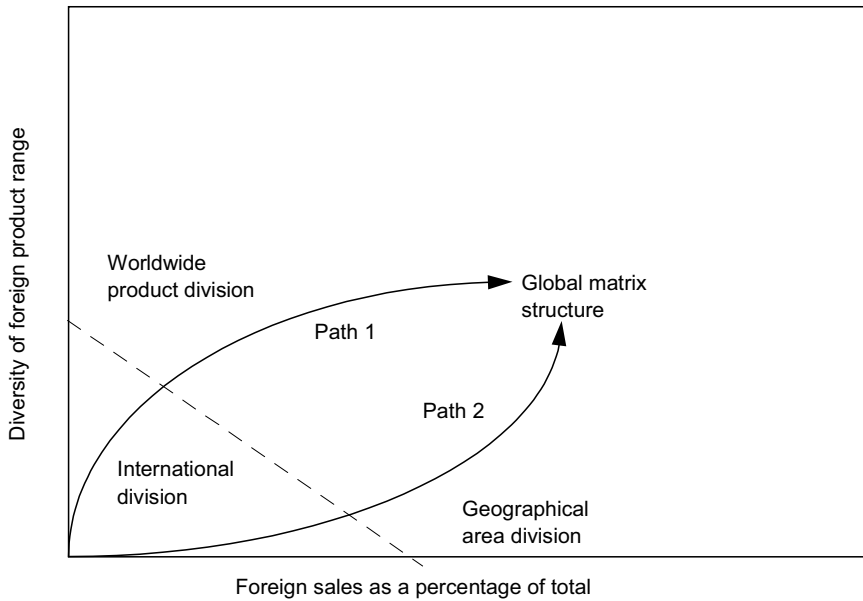 Diversity of foreign product range
Worldwide
product division
Global matrix
structure
Path 1
Path 2
International
division
Geographical
area division
Foreign sales as a percentage of total